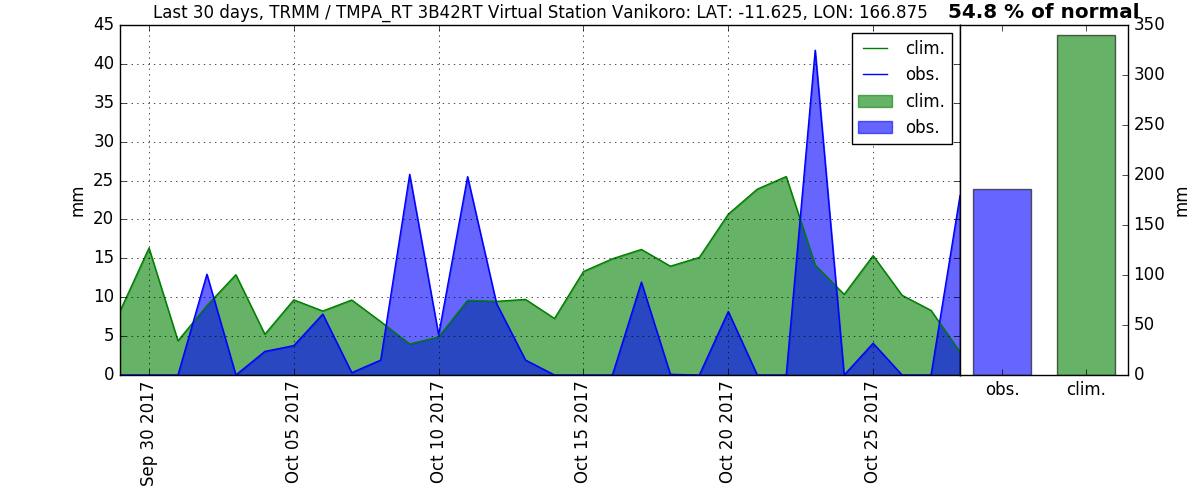 Last 30 days, TRMM / TMPA_RT 3B42RT Virtual Station Vanikoro: LAT: -11.625, LON: 166.875
54.8 % of normal
45
40
35
30
25
20
15
10
5
0
mm
clim.
obs.
clim.
obs.
350
300
250
200
150
100
50
0
mm
Sep 30 2017
Oct 05 2017
Oct 10 2017
Oct 15 2017
Oct 20 2017
Oct 25 2017
obs.
clim.